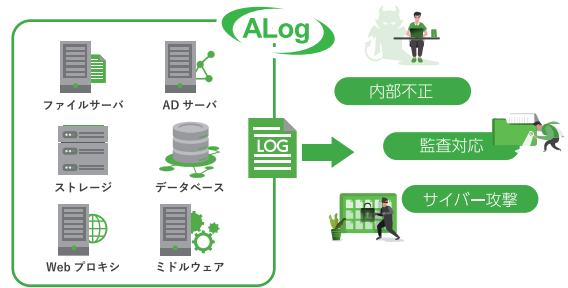 ALog
ファイルサーバ
ADサーバ
ストレージ
データベース
Webプロキシ
ミドルウェア
LOG
内部不正
監査対応
サイバー攻撃